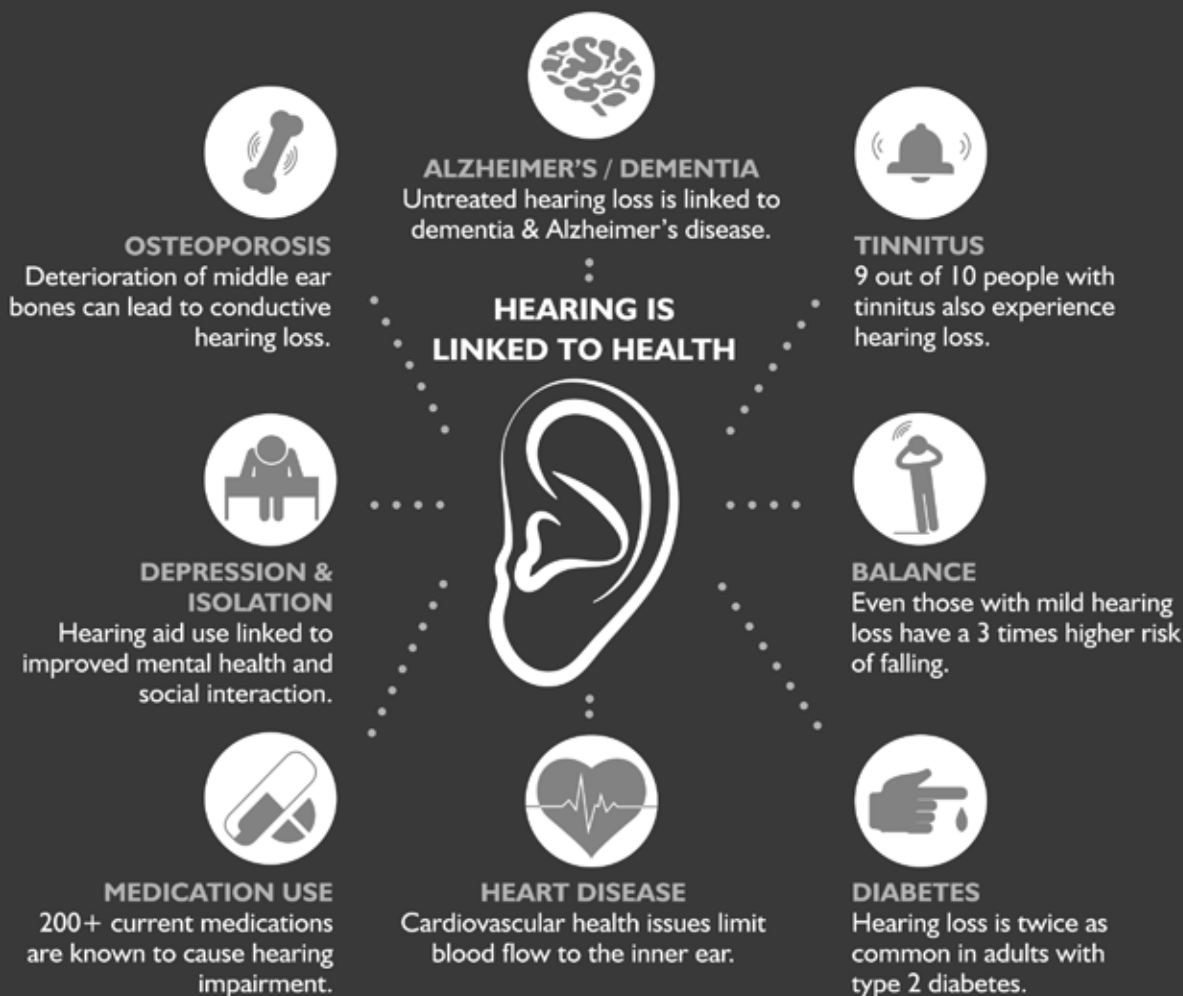 ALZHEIMER'S / DEMENTIA
Untreated hearing loss is linked to
dementia & Alzheimer's disease.
OSTEOPOROSIS
Deterioration of middle ear
bones can lead to conductive
hearing loss.
HEARING IS
LINKED TO HEALTH
TINNITUS
9 out of 10 people with
tinnitus also experience
hearing loss.
DEPRESSION &
ISOLATION
Hearing aid use linked to
improved mental health and
social interaction.
BALANCE
Even those with mild hearing
loss have a 3 times higher risk
of falling.
MEDICATION USE
200+ current medications
are known to cause hearing
impairment.
HEART DISEASE
Cardiovascular health issues limit
blood flow to the inner ear.
DIABETES
Hearing loss is twice as
common in adults with
type 2 diabetes.